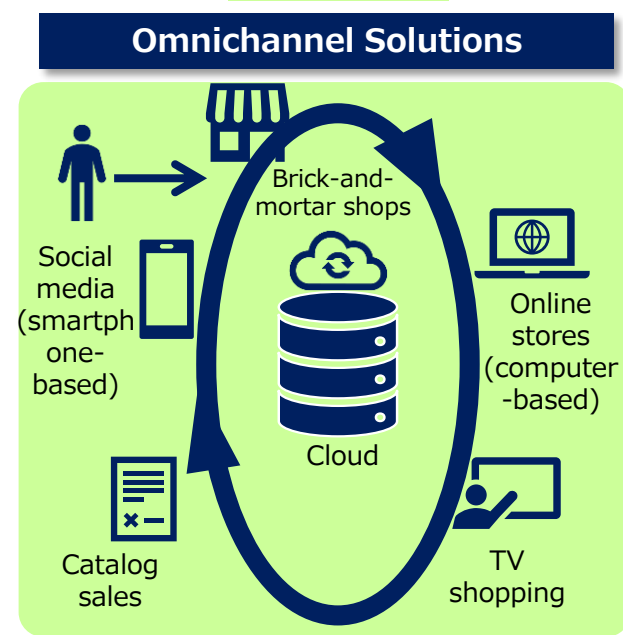 Omnichannel Solutions
Brick-and-
mortar shops
Social
media
(smartph
one-
based)
Online
stores
(computer
-based)
Cloud
Catalog
sales
TV
shopping